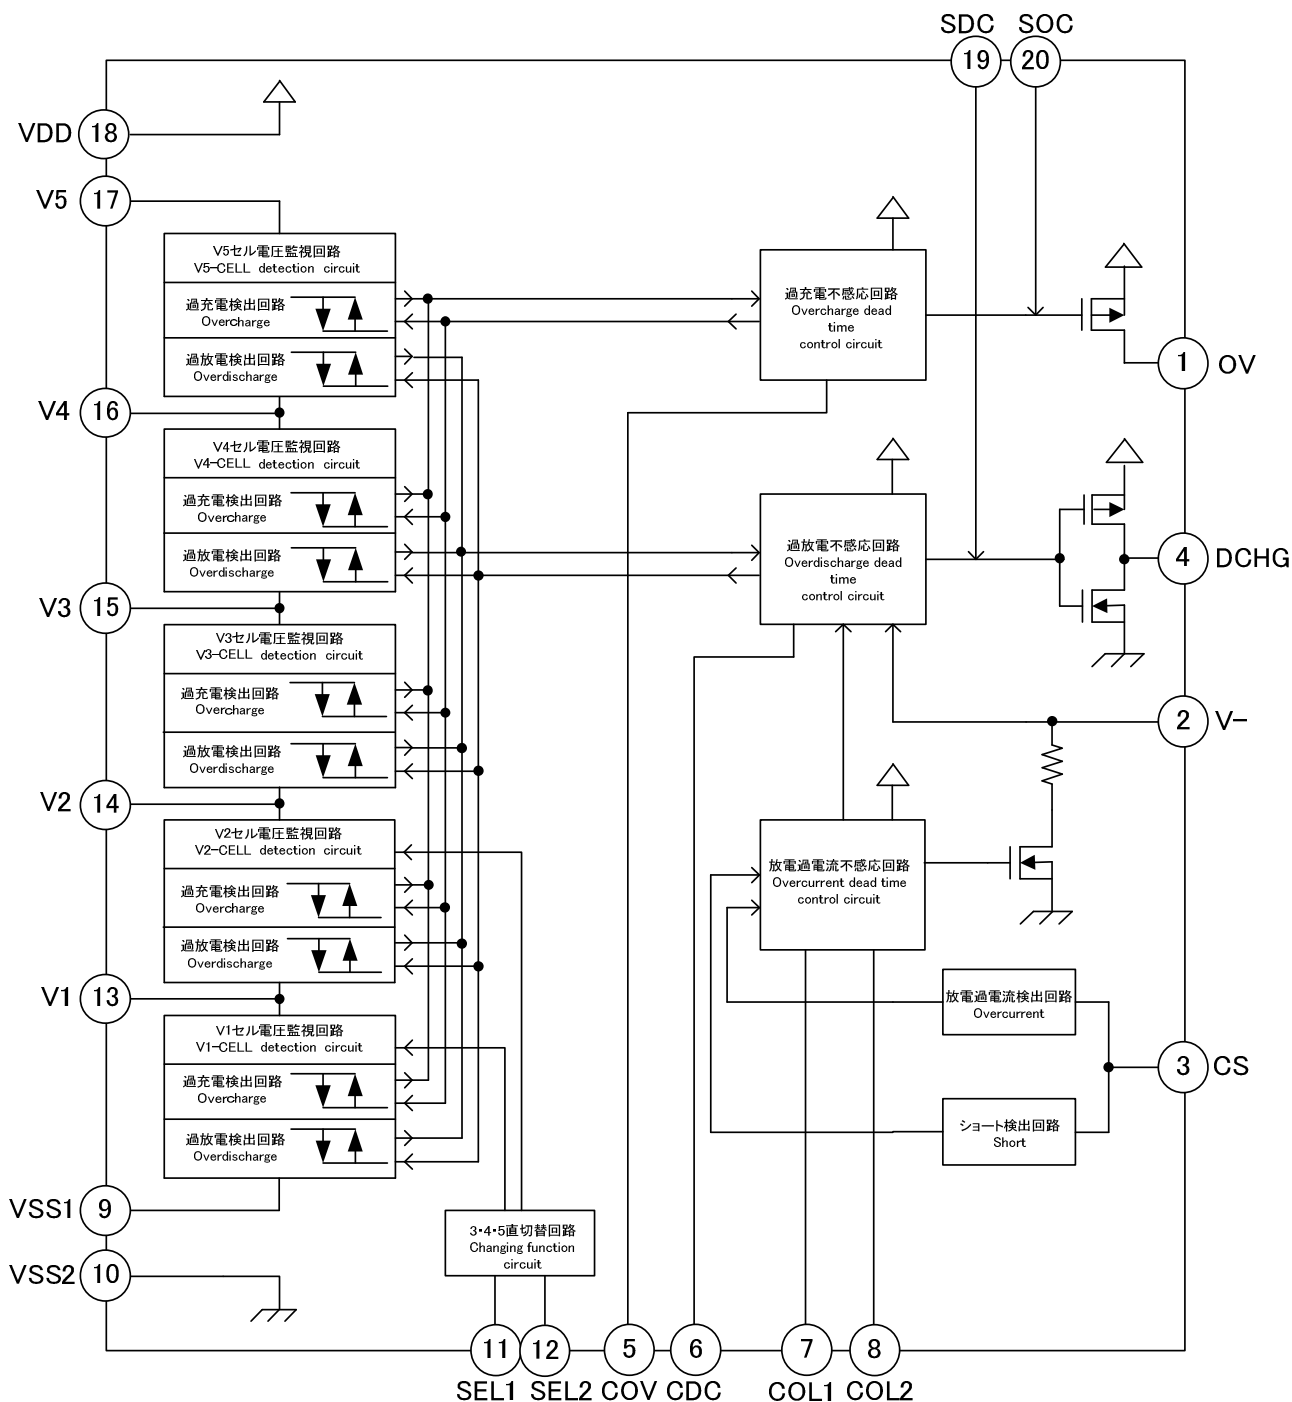 SDC
SOC
19
20
VDD
18
V5
17
V5セル電圧監視回路
V5-CELL detection circuit
過充電検出回路
Overcharge
過放電検出回路
Overdischarge
過充電不感応回路
Overcharge dead
time
control circuit
1
OV
V4
16
V4セル電圧監視回路
V4-CELL detection circuit
過充電検出回路
Overcharge
過放電検出回路
Overdischarge
過放電不感応回路
Overdischarge dead
time
control circuit
4
DCHG
V3
15
V3セル電圧監視回路
V3-CELL detection circuit
過充電検出回路
Overcharge
過放電検出回路
Overdischarge
2
V-
V2
14
V2セル電圧監視回路
V2-CELL detection circuit
過充電検出回路
Overcharge
過放電検出回路
Overdischarge
放電過電流不感応回路
Overcurrent dead time
control circuit
V1
13
V1セル電圧監視回路
V1-CELL detection circuit
過充電検出回路
Overcharge
過放電検出回路
Overdischarge
放電過電流検出回路
Overcurrent
3
CS
ショート検出回路
Short
VSS1
9
3・4・5直切替回路
Changing function
circuit
VSS2
10
11
12
5
6
7
8
SEL1
SEL2
COV
CDC
COL1
COL2